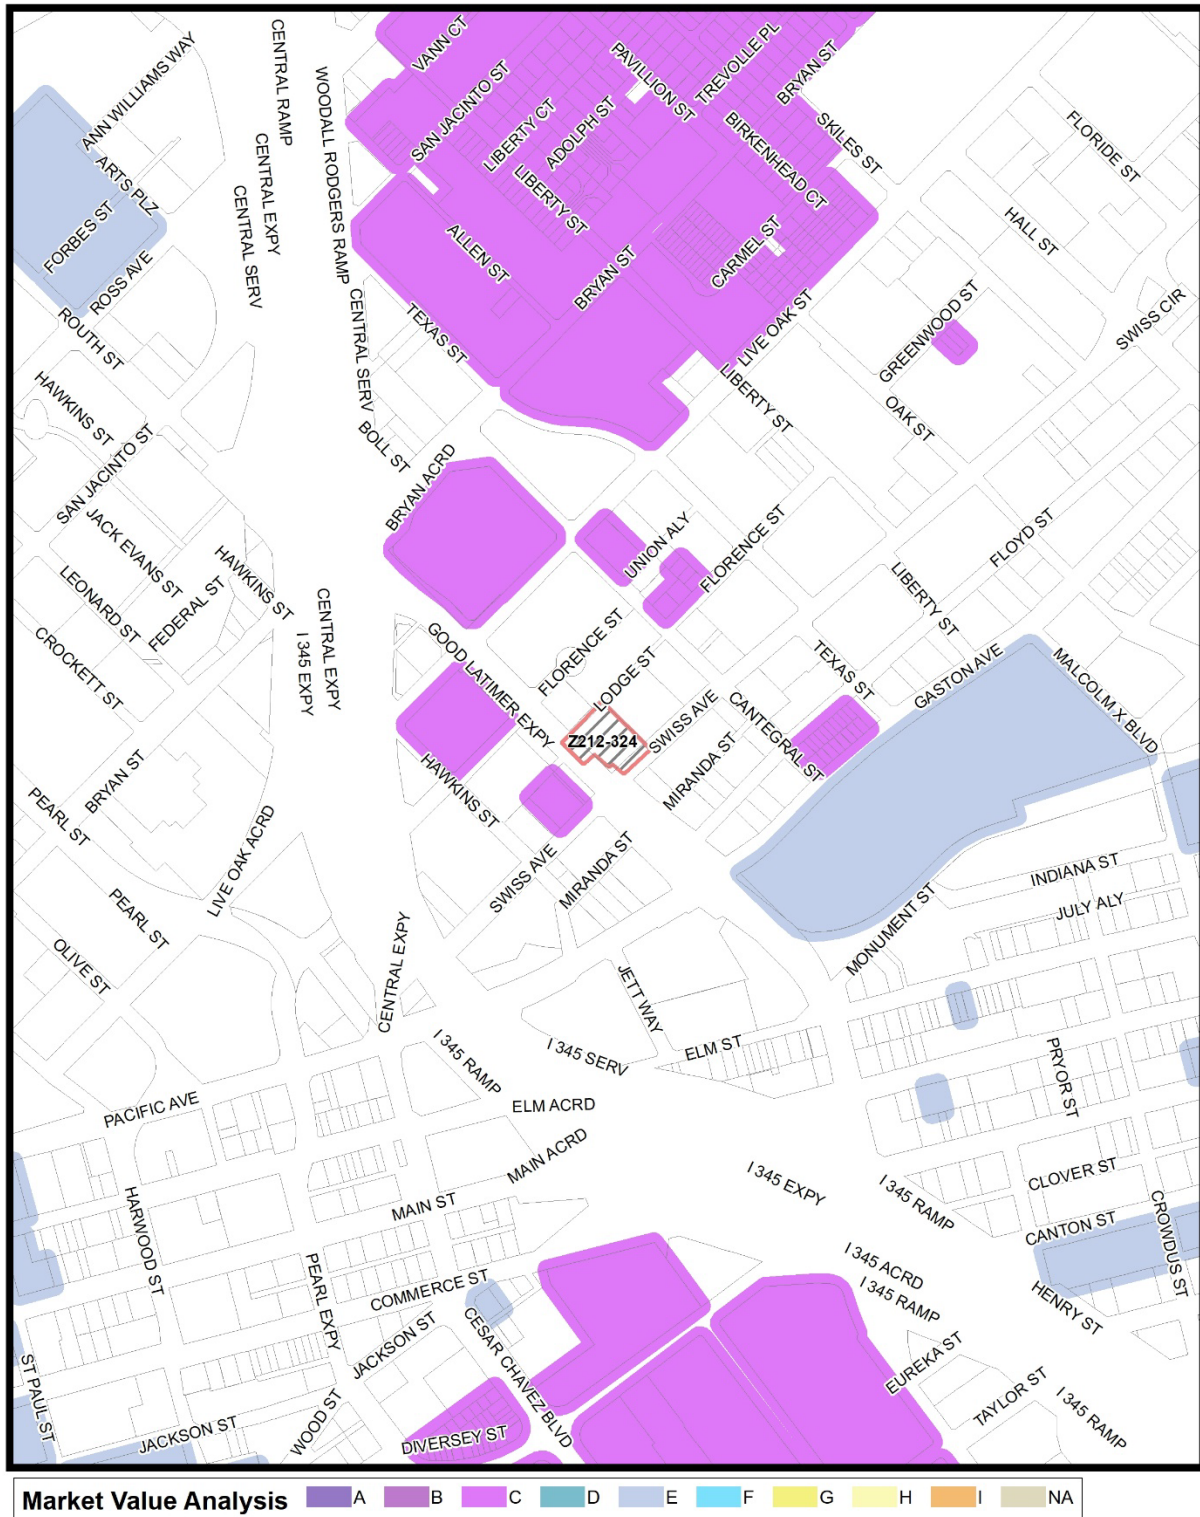 VANN CT
ANN WILLIAMS WAY
CENTRAL RAMP
WOODALL RODGERS RAMP
SAN JACINTO ST
PAVILLION ST
TREVOLLE PL
BRYAN ST
LIBERTY CT
ADOLPH ST
BIRKENHEAD CT
SKILES ST
FLORIDE ST
ARTS PLZ
CENTRAL EXPY
CENTRAL SERV
LIBERTY ST
FORBES ST
ROSS AVE
ALLEN ST
BRYAN ST
CARMEL ST
HALL ST
SWISS CIR
ROUTH ST
CENTRAL SERV
TEXAS ST
LIVE OAK ST
GREENWOOD ST
HAWKINS ST
LIBERTY ST
OAK ST
BOLL ST
SAN JACINTO ST
BRYAN ACRD
JACK EVANS ST
UNION ALY
FLORENCE ST
FLOYD ST
HAWKINS ST
LEONARD ST
FEDERAL ST
LIBERTY ST
CROCKETT ST
CENTRAL EXPY
I 345 EXPY
GOOD LATIMER EXPY
FLORENCE ST
LODGE ST
TEXAS ST
GASTON AVE
MALCOLM X BLVD
SWISS AVE
CANTEGRAL ST
Z212-324
MIRANDA ST
HAWKINS ST
BRYAN ST
PEARL ST
LIVE OAK ACRD
SWISS AVE
MIRANDA ST
INDIANA ST
JULY ALY
PEARL ST
MONUMENT ST
OLIVE ST
CENTRAL EXPY
JETT WAY
I 345 RAMP
I 345 SERV
ELM ST
PRYOR ST
PACIFIC AVE
ELM ACRD
MAIN ACRD
I 345 EXPY
I 345 RAMP
CLOVER ST
HARWOOD ST
MAIN ST
CANTON ST
CROWDUS ST
PEARL EXPY
COMMERCE ST
I 345 ACRD
I 345 RAMP
HENRY ST
JACKSON ST
CESAR CHAVEZ BLVD
EUREKA ST
ST PAUL ST
WOOD ST
JACKSON ST
DIVERSEY ST
TAYLOR ST
I 345 RAMP
Market Value Analysis A B C D E F G H I NA